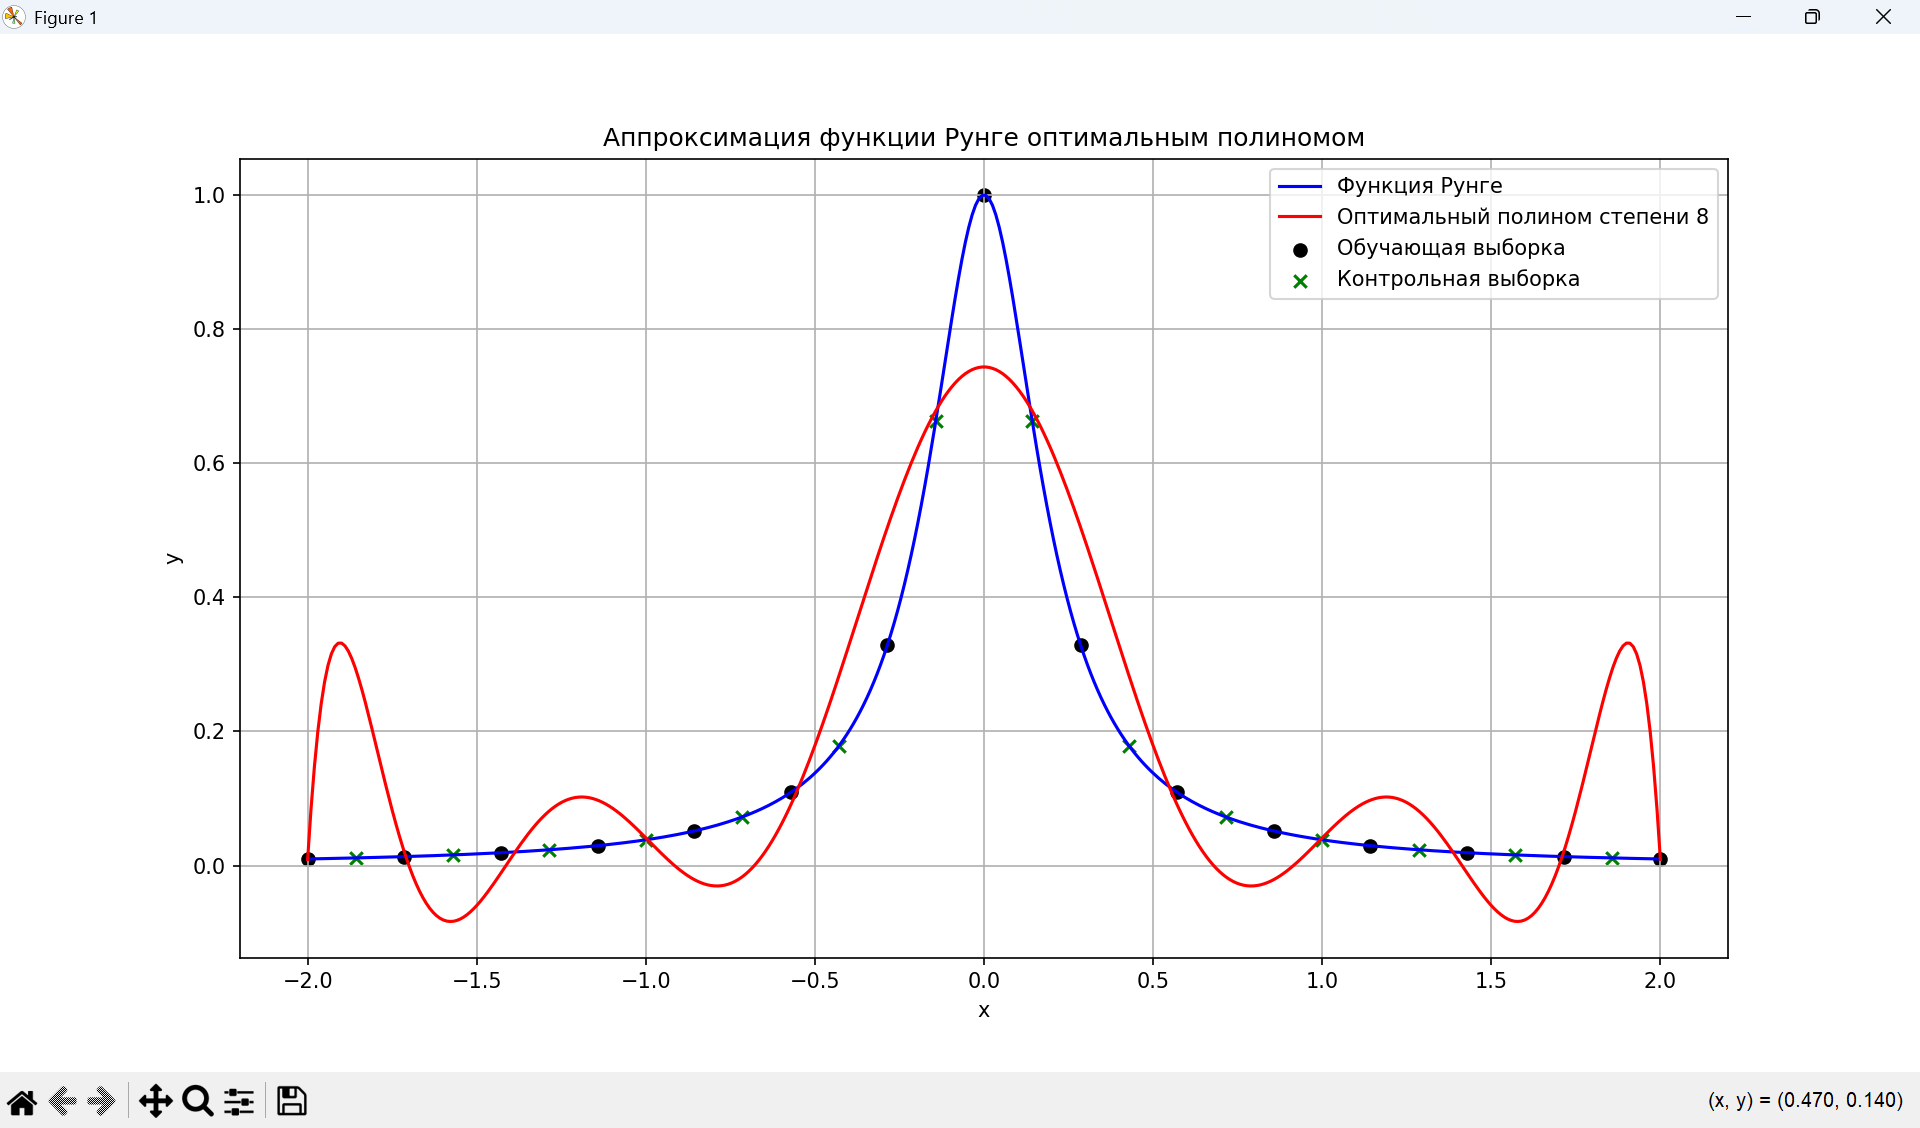 Figure 1
Аппроксимация функции Рунге оптимальным полиномом
Функция Рунге
Оптимальный полином степени 8
Обучающая выборка
Контрольная выборка
1.0
0.8
0.6
0.4
0.2
0.0
y
−2.0 −1.5 −1.0 −0.5 0.0 0.5 1.0 1.5 2.0
x
(x, y) = (0.470, 0.140)